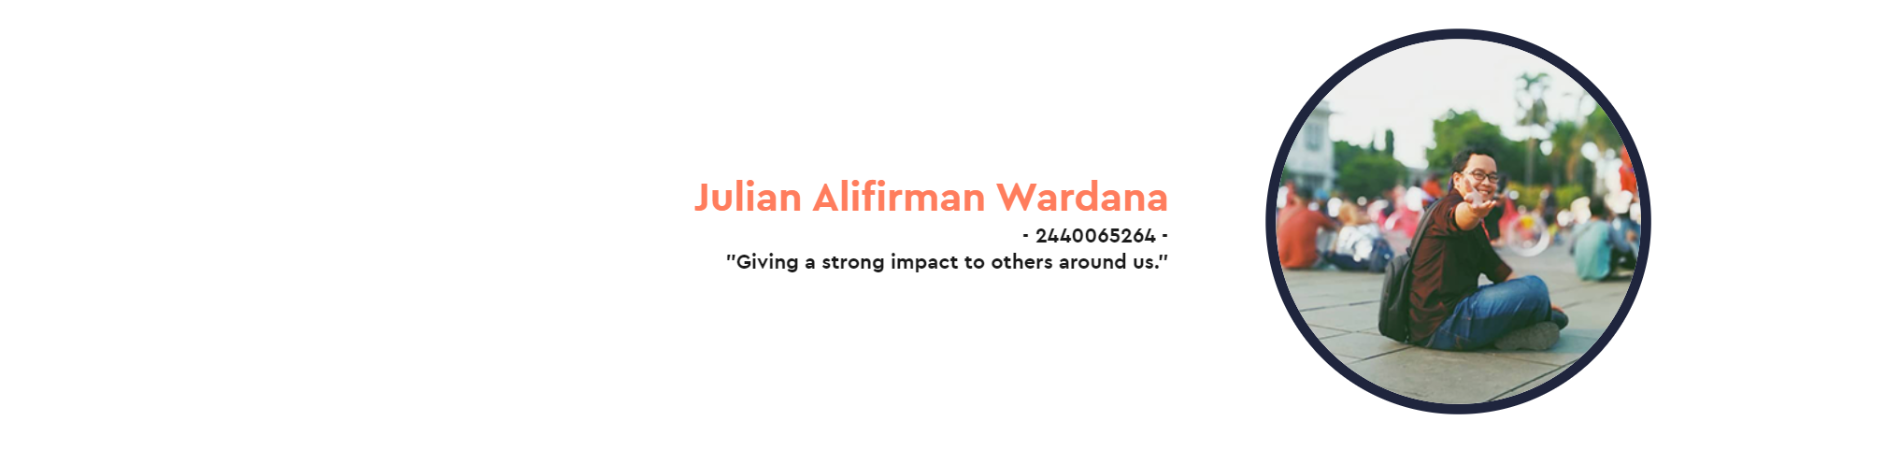 Julian Alifirman Wardana
- 2440065264 -
"Giving a strong impact to others around us."